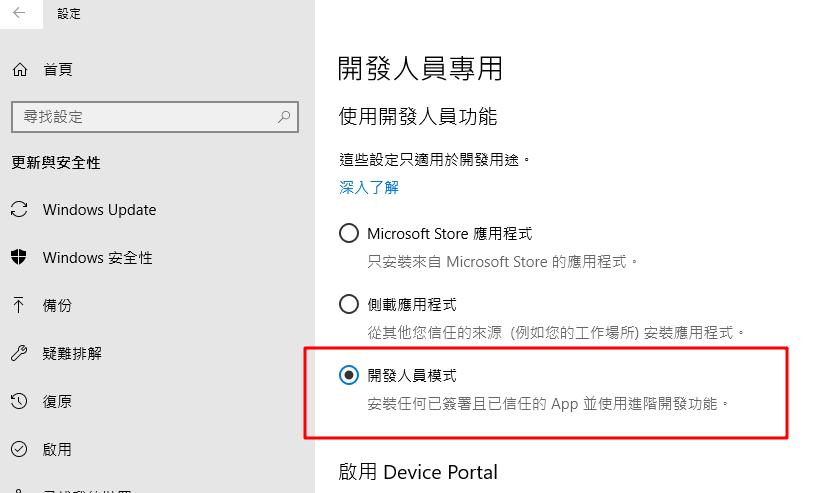 設定
首頁
尋找設定
更新與安全性
Windows Update
Windows 安全性
備份
疑難排解
復原
啟用
開發人員專用
使用開發人員功能
這些設定只適用於開發用途。
深入了解
Microsoft Store 應用程式
只安裝來自 Microsoft Store 的應用程式。
側載應用程式
從其他您信任的來源 (例如您的工作場所) 安裝應用程式。
開發人員模式
安裝任何已簽署且已信任的 App 並使用進階開發功能。
啟用 Device Portal